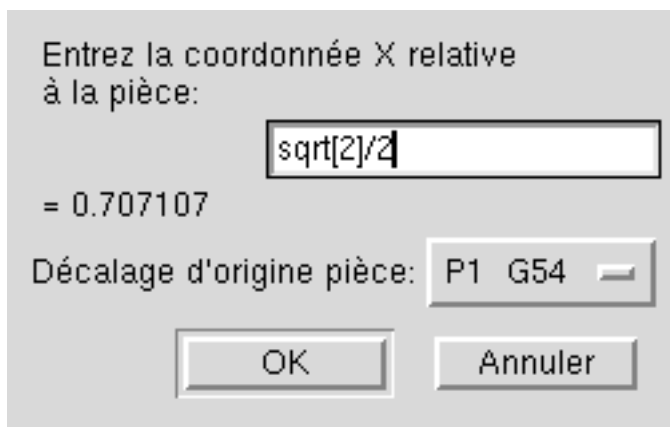 Entrez la coordonnée X relative
à la pièce:
sqrt[2]/2
= 0.707107
Décalage d'origine pièce: P1 G54
OK Annuler